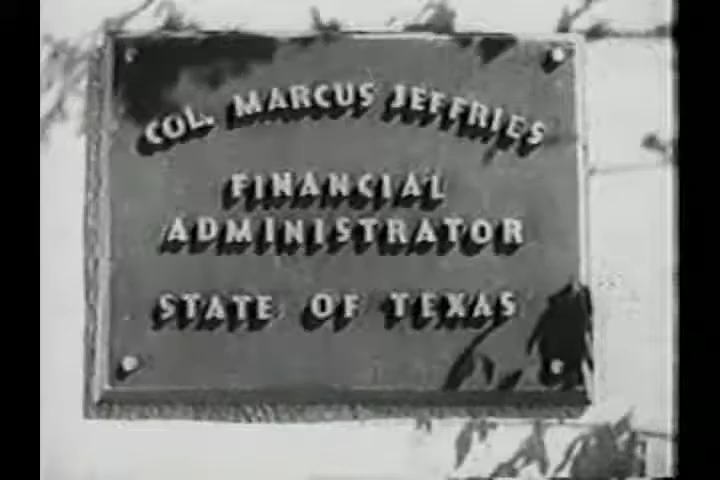 COL. MARCUS JEFFRIES
FINANCIAL
ADMINISTRATOR
STATE OF TEXAS